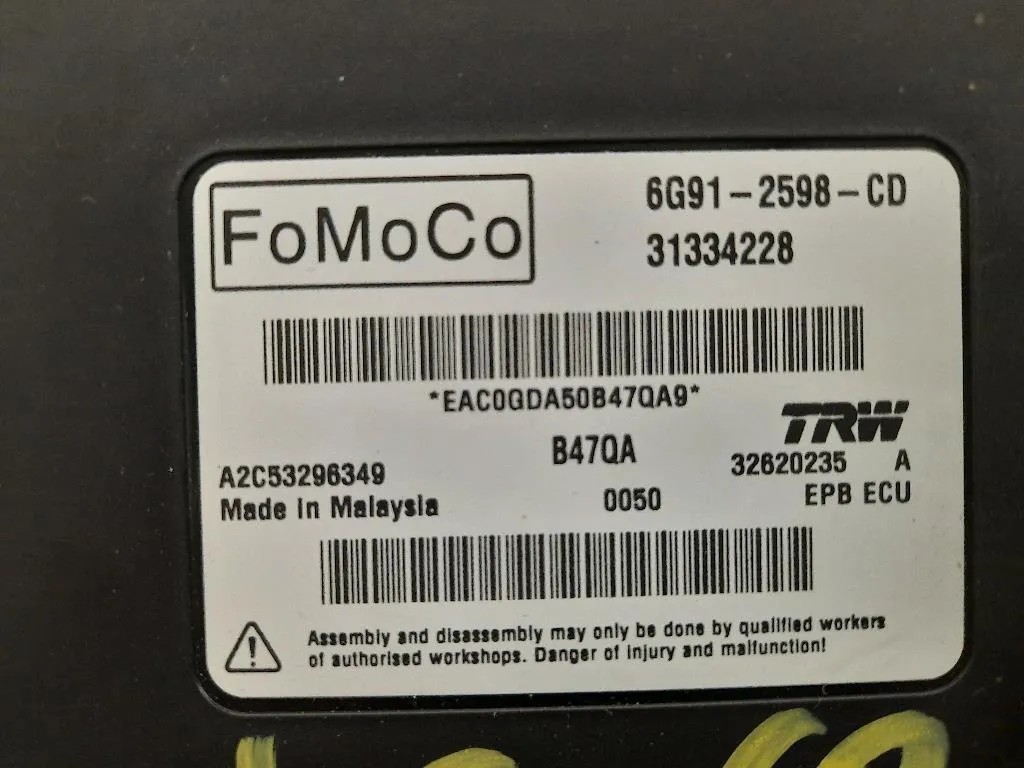 FoMoCo
6G91-2598-CD
31334228
*EAC0GDA50B47QA9*
TRW
B47QA
32620235 A
A2C53296349
EPB ECU
Made in Malaysia
0050
Assembly and disassembly may only be done by qualified workers
of authorised workshops. Danger of injury and malfunction!